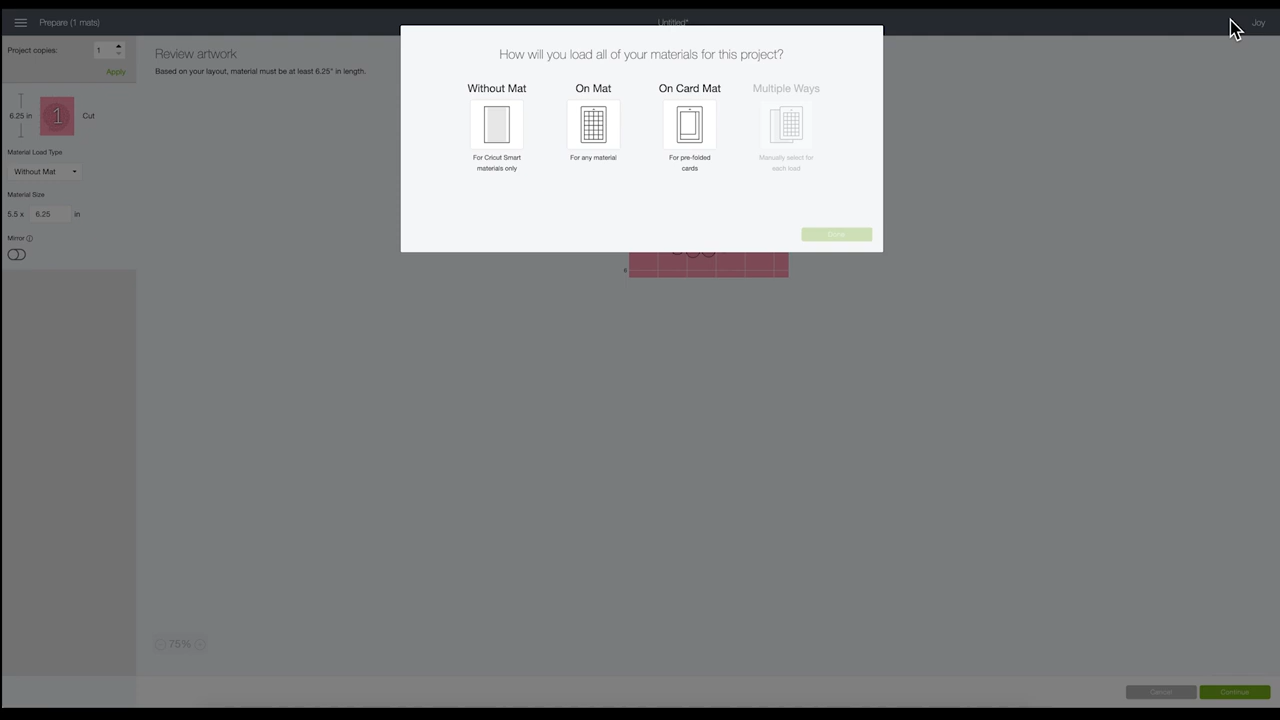 Prepare (1 mats)
Untitled*
Joy
Project copies:
1
Apply
Review artwork
Based on your layout, material must be at least 6.25" in length.
6.25 in
1
Cut
Material Load Type
Without Mat
Material Size
5.5 x
6.25
in
Mirror
How will you load all of your materials for this project?
Without Mat
For Cricut Smart
materials only
On Mat
For any material
On Card Mat
For pre-folded
cards
Multiple Ways
Manually select for
each load
Done
6
75%
Cancel
Continue